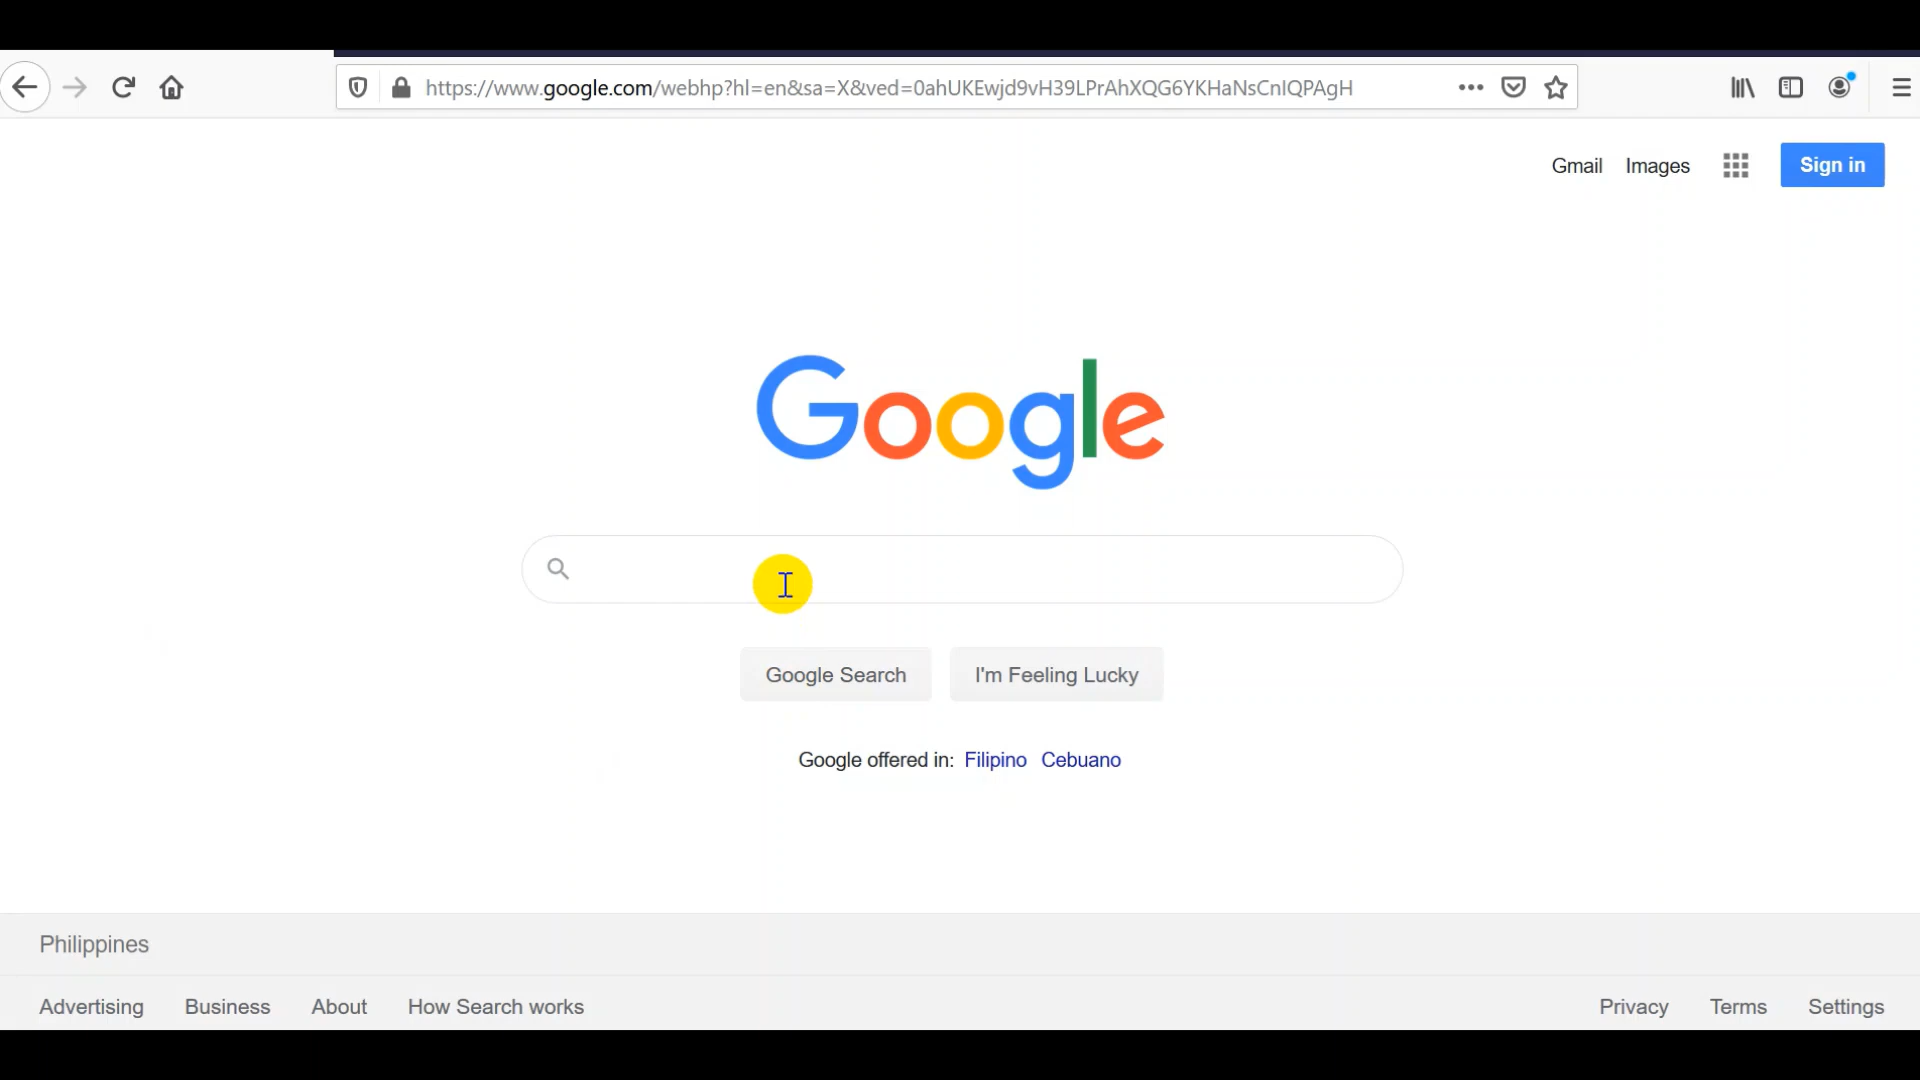 https://www.google.com/webhp?hl=en&sa=X&ved=0ahUKEwjd9vH39LPrAhXQG6YKHaNsCnIQPAgH
Gmail Images Sign in
Google
Google Search I'm Feeling Lucky
Google offered in: Filipino Cebuano
Philippines
Advertising Business About How Search works Privacy Terms Settings